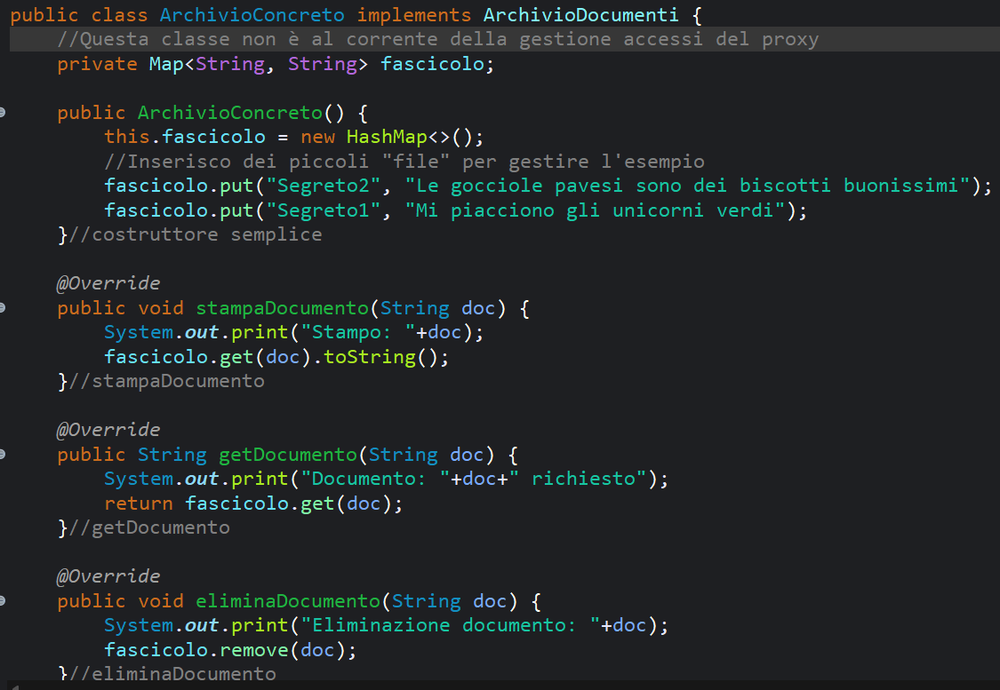 public class ArchivioConcreto implements ArchivioDocumenti {
    //Questa classe non è al corrente della gestione accessi del proxy
    private Map<String, String> fascicolo;

    public ArchivioConcreto() {
        this.fascicolo = new HashMap<>();
        //Inserisco dei piccoli "file" per gestire l'esempio
        fascicolo.put("Segreto2", "Le gocciole pavesi sono dei biscotti buonissimi");
        fascicolo.put("Segreto1", "Mi piacciono gli unicorni verdi");
    }//costruttore semplice

    @Override
    public void stampaDocumento(String doc) {
        System.out.print("Stampo: "+doc);
        fascicolo.get(doc).toString();
    }//stampaDocumento

    @Override
    public String getDocumento(String doc) {
        System.out.print("Documento: "+doc+" richiesto");
        return fascicolo.get(doc);
    }//getDocumento

    @Override
    public void eliminaDocumento(String doc) {
        System.out.print("Eliminazione documento: "+doc);
        fascicolo.remove(doc);
    }//eliminaDocumento